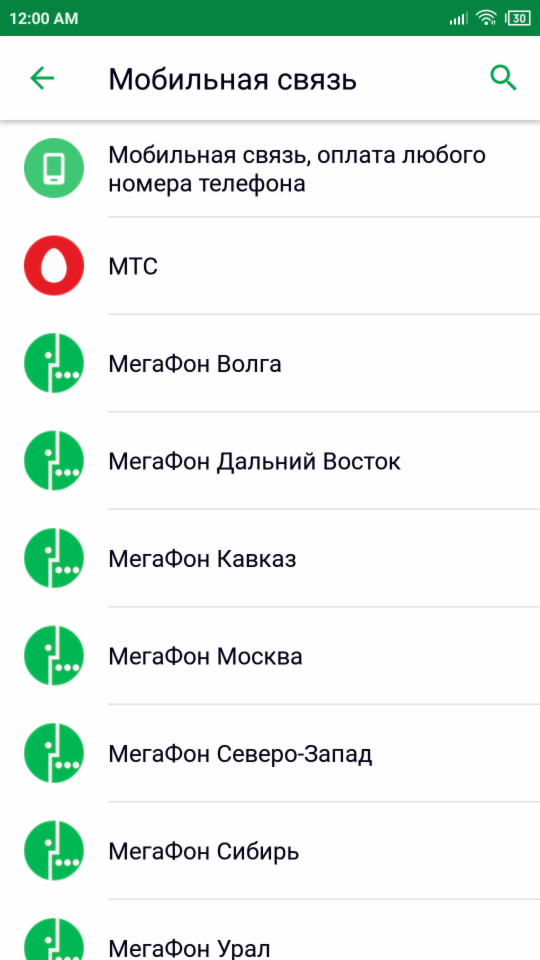 12:00 AM
30
Мобильная связь
Мобильная связь, оплата любого
номера телефона
МТС
МегаФон Волга
МегаФон Дальний Восток
МегаФон Кавказ
МегаФон Москва
МегаФон Северо-Запад
МегаФон Сибирь
МегаФон Урал